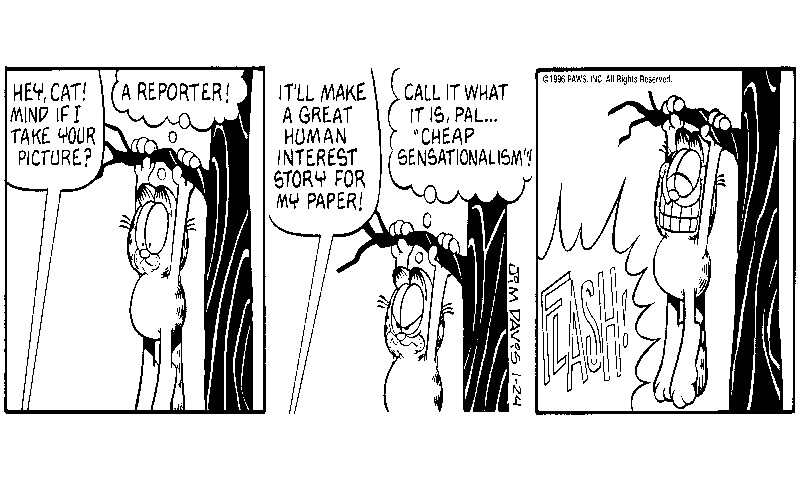 HEY, CAT!
MIND IF I
TAKE YOUR
PICTURE?
A REPORTER!
IT'LL MAKE
A GREAT
HUMAN
INTEREST
STORY FOR
MY PAPER!
CALL IT WHAT
IT IS, PAL...
"CHEAP
SENSATIONALISM"!
JIM DAVIS 1-24
© 1996 PAWS, INC. All Rights Reserved.
FLASH!